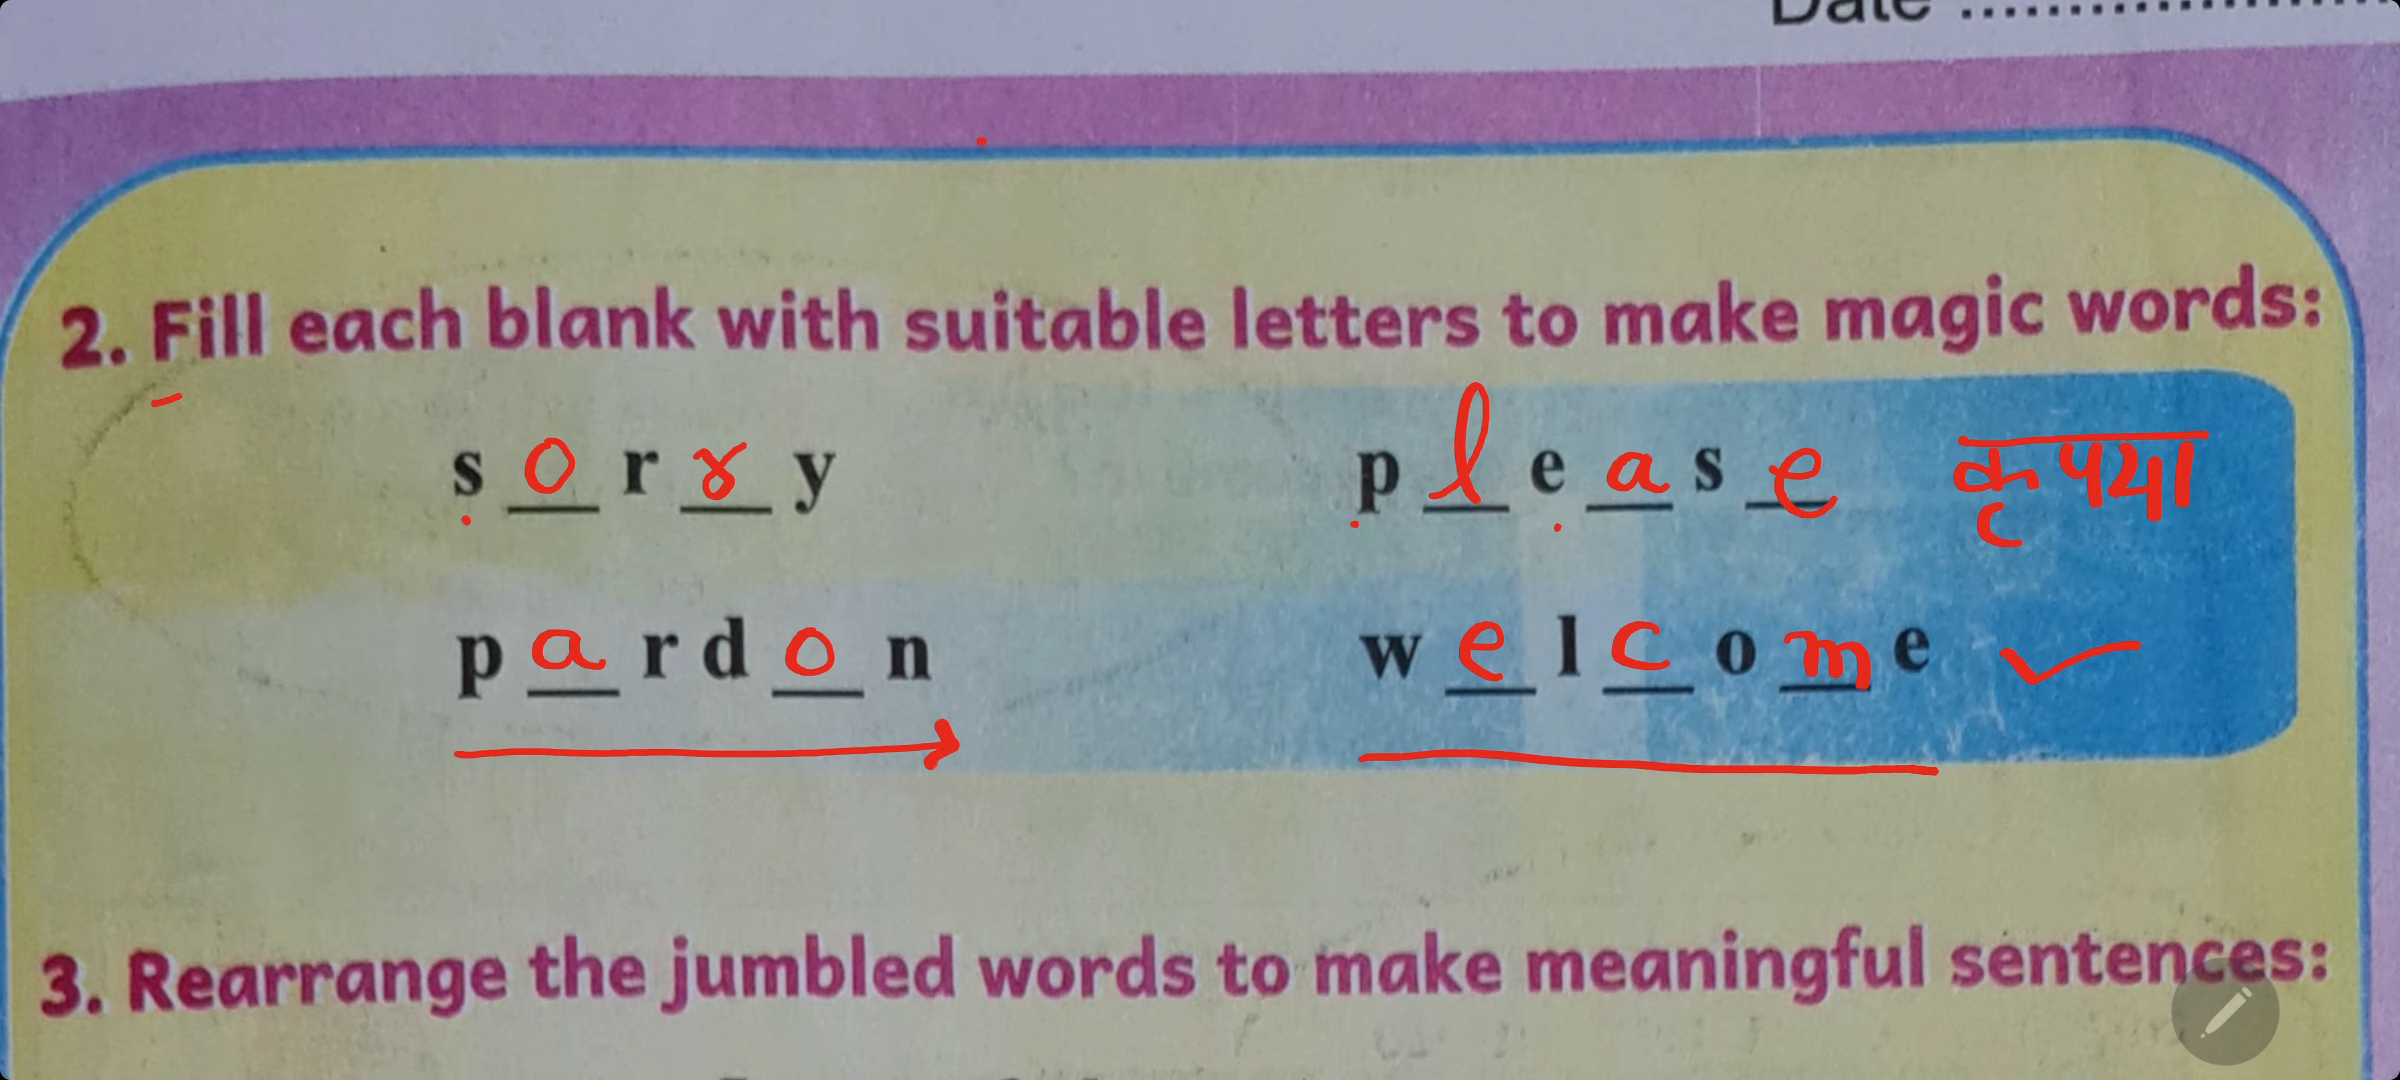 Date ........................
2. Fill each blank with suitable letters to make magic words:
s o r r y p l e a s e कृपया
p a r d o n w e l c o m e
3. Rearrange the jumbled words to make meaningful sentences: